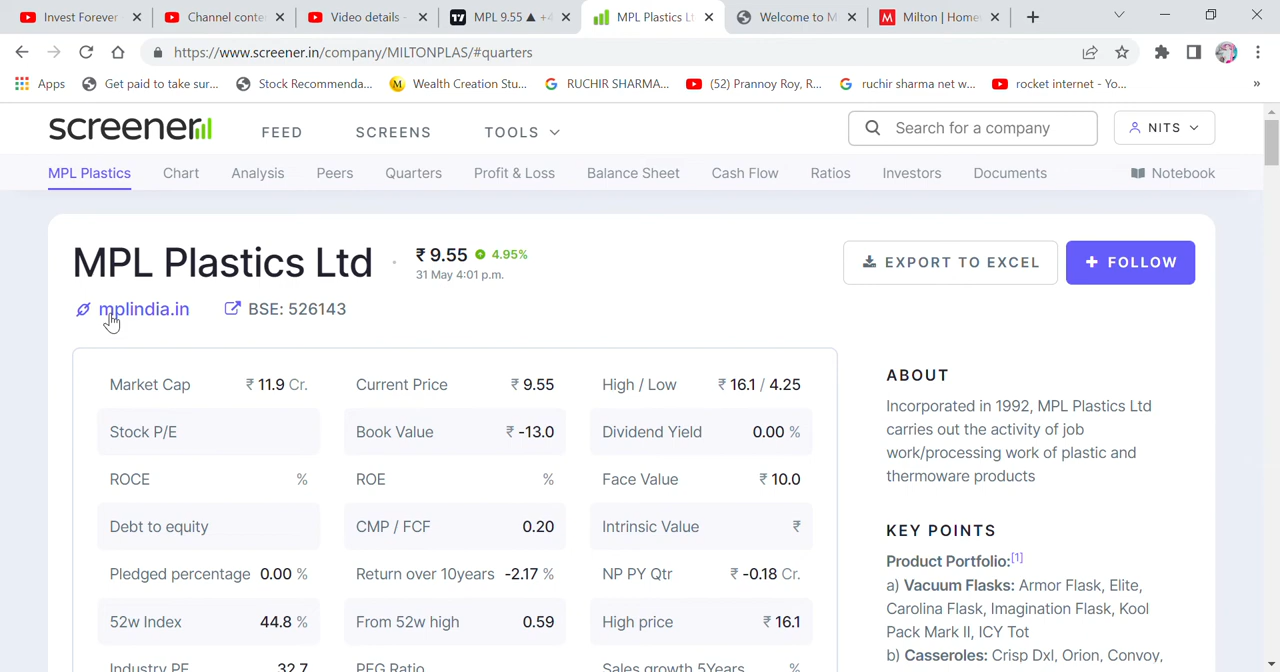 Invest Forever
Channel conte
Video details -
MPL 9.55 ▲ +4
MPL Plastics Lt
Welcome to M
Milton | Home
https://www.screener.in/company/MILTONPLAS/#quarters
Apps
Get paid to take sur...
Stock Recommenda...
Wealth Creation Stu...
RUCHIR SHARMA...
(52) Prannoy Roy, R...
ruchir sharma net w...
rocket internet - Yo...
»
screener
FEED
SCREENS
TOOLS
Search for a company
NITS
MPL Plastics
Chart
Analysis
Peers
Quarters
Profit & Loss
Balance Sheet
Cash Flow
Ratios
Investors
Documents
Notebook
MPL Plastics Ltd
₹ 9.55 4.95%
31 May 4:01 p.m.
EXPORT TO EXCEL
+ FOLLOW
mplindia.in
BSE: 526143
Market Cap ₹ 11.9 Cr.
Current Price ₹ 9.55
High / Low ₹ 16.1 / 4.25
Stock P/E
Book Value ₹ -13.0
Dividend Yield 0.00 %
ROCE %
ROE %
Face Value ₹ 10.0
Debt to equity
CMP / FCF 0.20
Intrinsic Value ₹
Pledged percentage 0.00 %
Return over 10years -2.17 %
NP PY Qtr ₹ -0.18 Cr.
52w Index 44.8 %
From 52w high 0.59
High price ₹ 16.1
Industry PE 32.7
PEG Ratio
Sales growth 5Years %
ABOUT
Incorporated in 1992, MPL Plastics Ltd
carries out the activity of job
work/processing work of plastic and
thermoware products
KEY POINTS
Product Portfolio:[1]
a) Vacuum Flasks: Armor Flask, Elite,
Carolina Flask, Imagination Flask, Kool
Pack Mark II, ICY Tot
b) Casseroles: Crisp Dxl, Orion, Convoy,